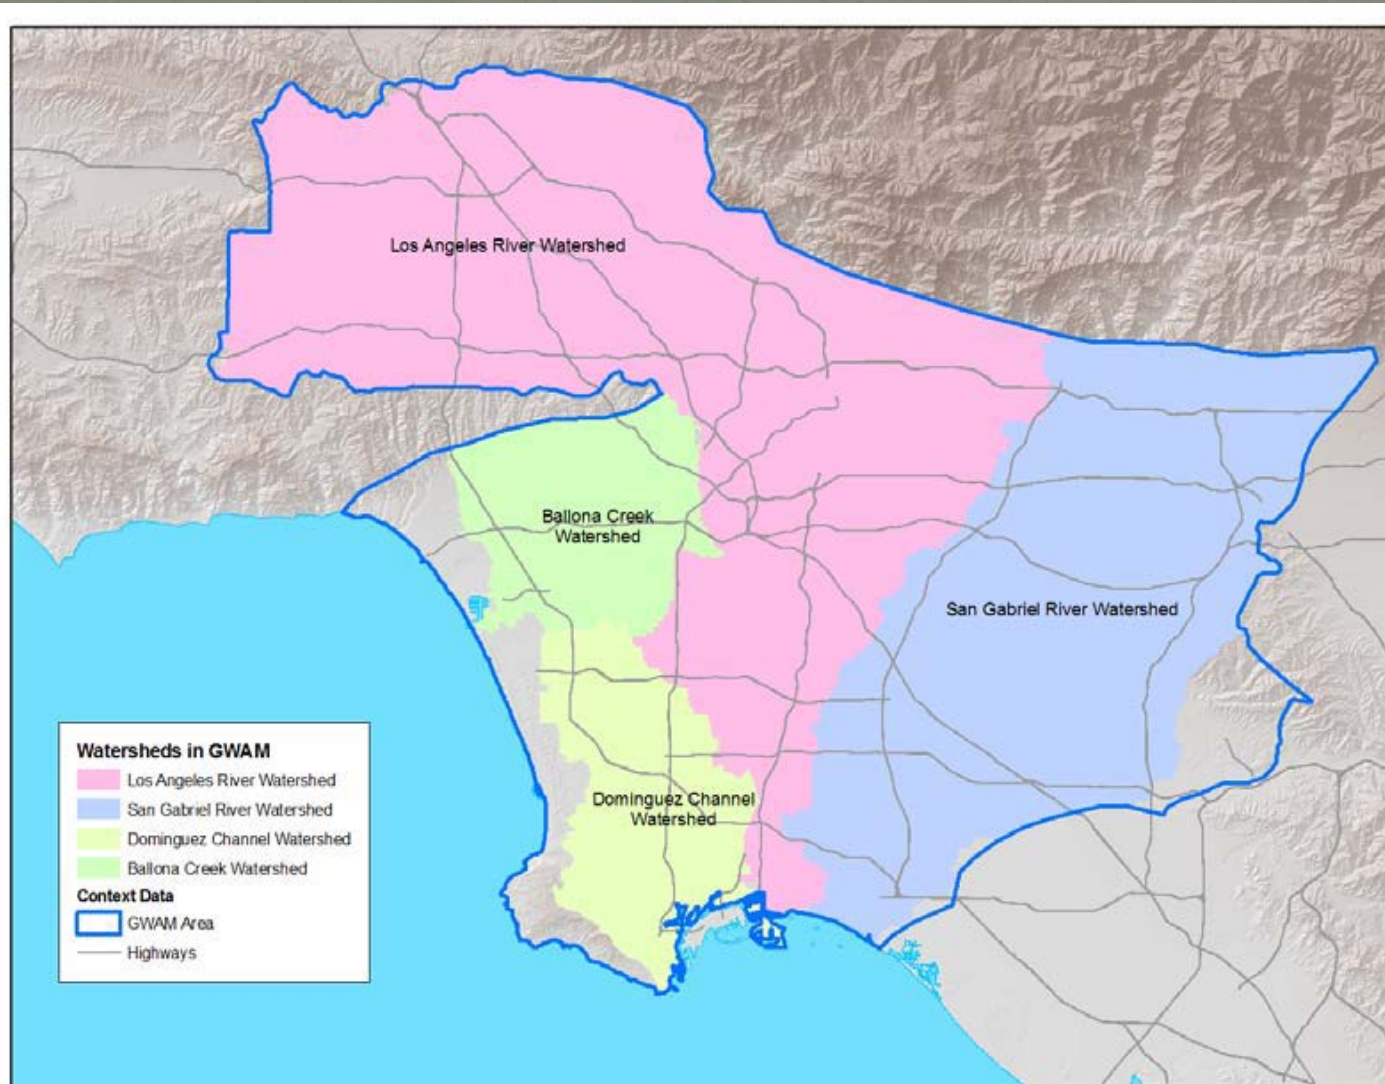 Los Angeles River Watershed
Ballona Creek
Watershed
San Gabriel River Watershed
Dominguez Channel
Watershed
Watersheds in GWAM
Los Angeles River Watershed
San Gabriel River Watershed
Dominguez Channel Watershed
Ballona Creek Watershed
Context Data
GWAM Area
Highways